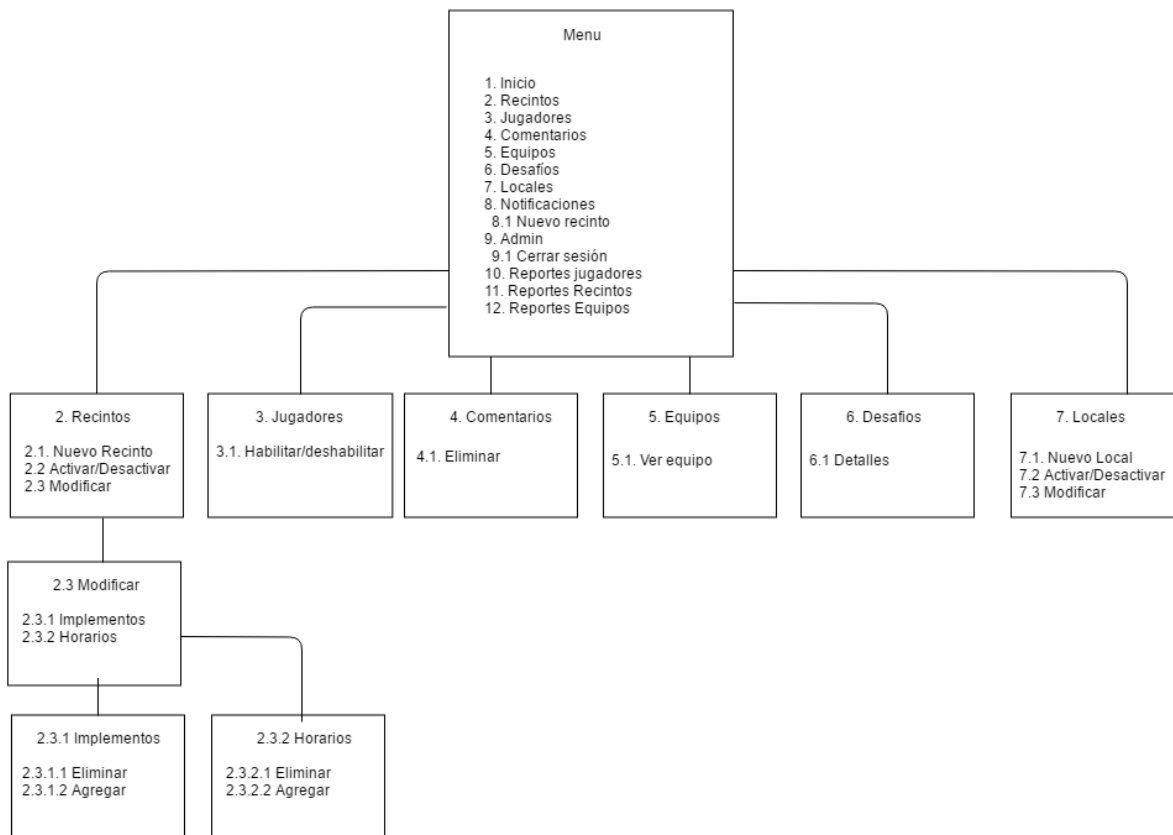 Menu
1. Inicio
2. Recintos
3. Jugadores
4. Comentarios
5. Equipos
6. Desafíos
7. Locales
8. Notificaciones
8.1 Nuevo recinto
9. Admin
9.1 Cerrar sesión
10. Reportes jugadores
11. Reportes Recintos
12. Reportes Equipos
2. Recintos
2.1. Nuevo Recinto
2.2 Activar/Desactivar
2.3 Modificar
3. Jugadores
3.1. Habilitar/deshabilitar
4. Comentarios
4.1. Eliminar
5. Equipos
5.1. Ver equipo
6. Desafios
6.1 Detalles
7. Locales
7.1. Nuevo Local
7.2 Activar/Desactivar
7.3 Modificar
2.3 Modificar
2.3.1 Implementos
2.3.2 Horarios
2.3.1 Implementos
2.3.1.1 Eliminar
2.3.1.2 Agregar
2.3.2 Horarios
2.3.2.1 Eliminar
2.3.2.2 Agregar